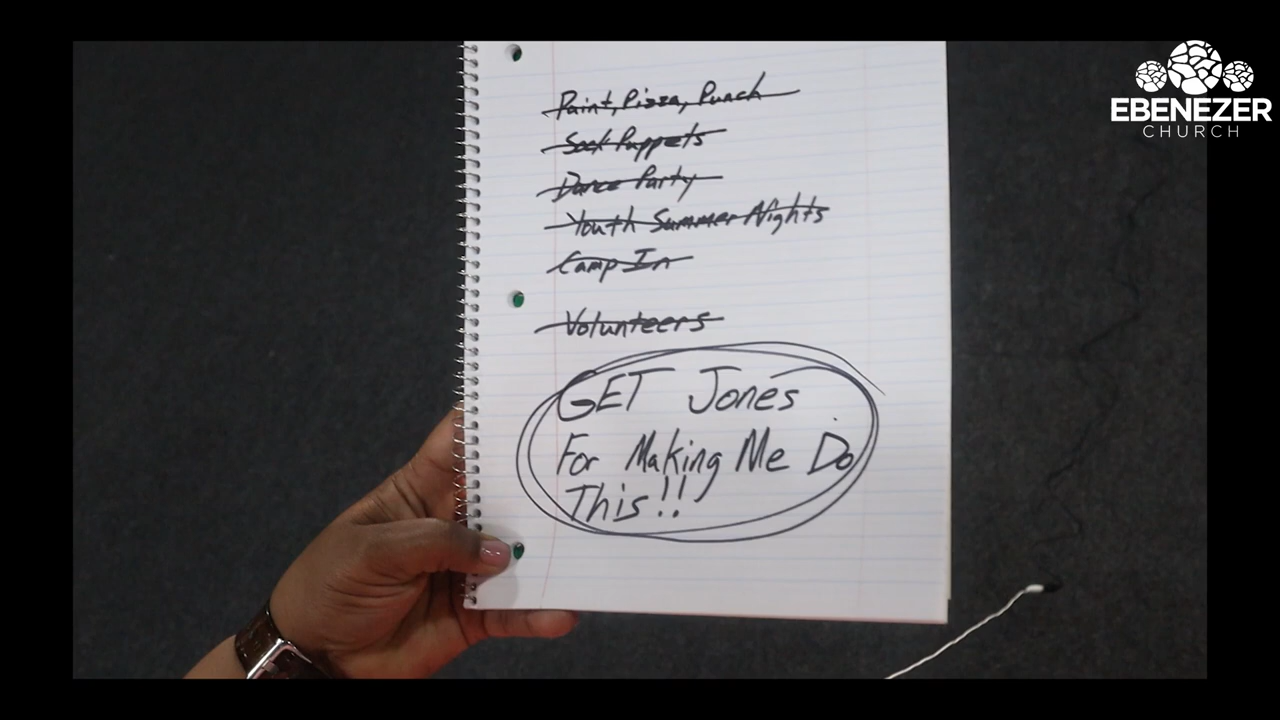 EBENEZER
CHURCH
Paint, Pizza, Punch
Sock Puppets
Dance Party
Youth Summer Nights
Camp In
Volunteers
GET Jones
For Making Me Do
This!!